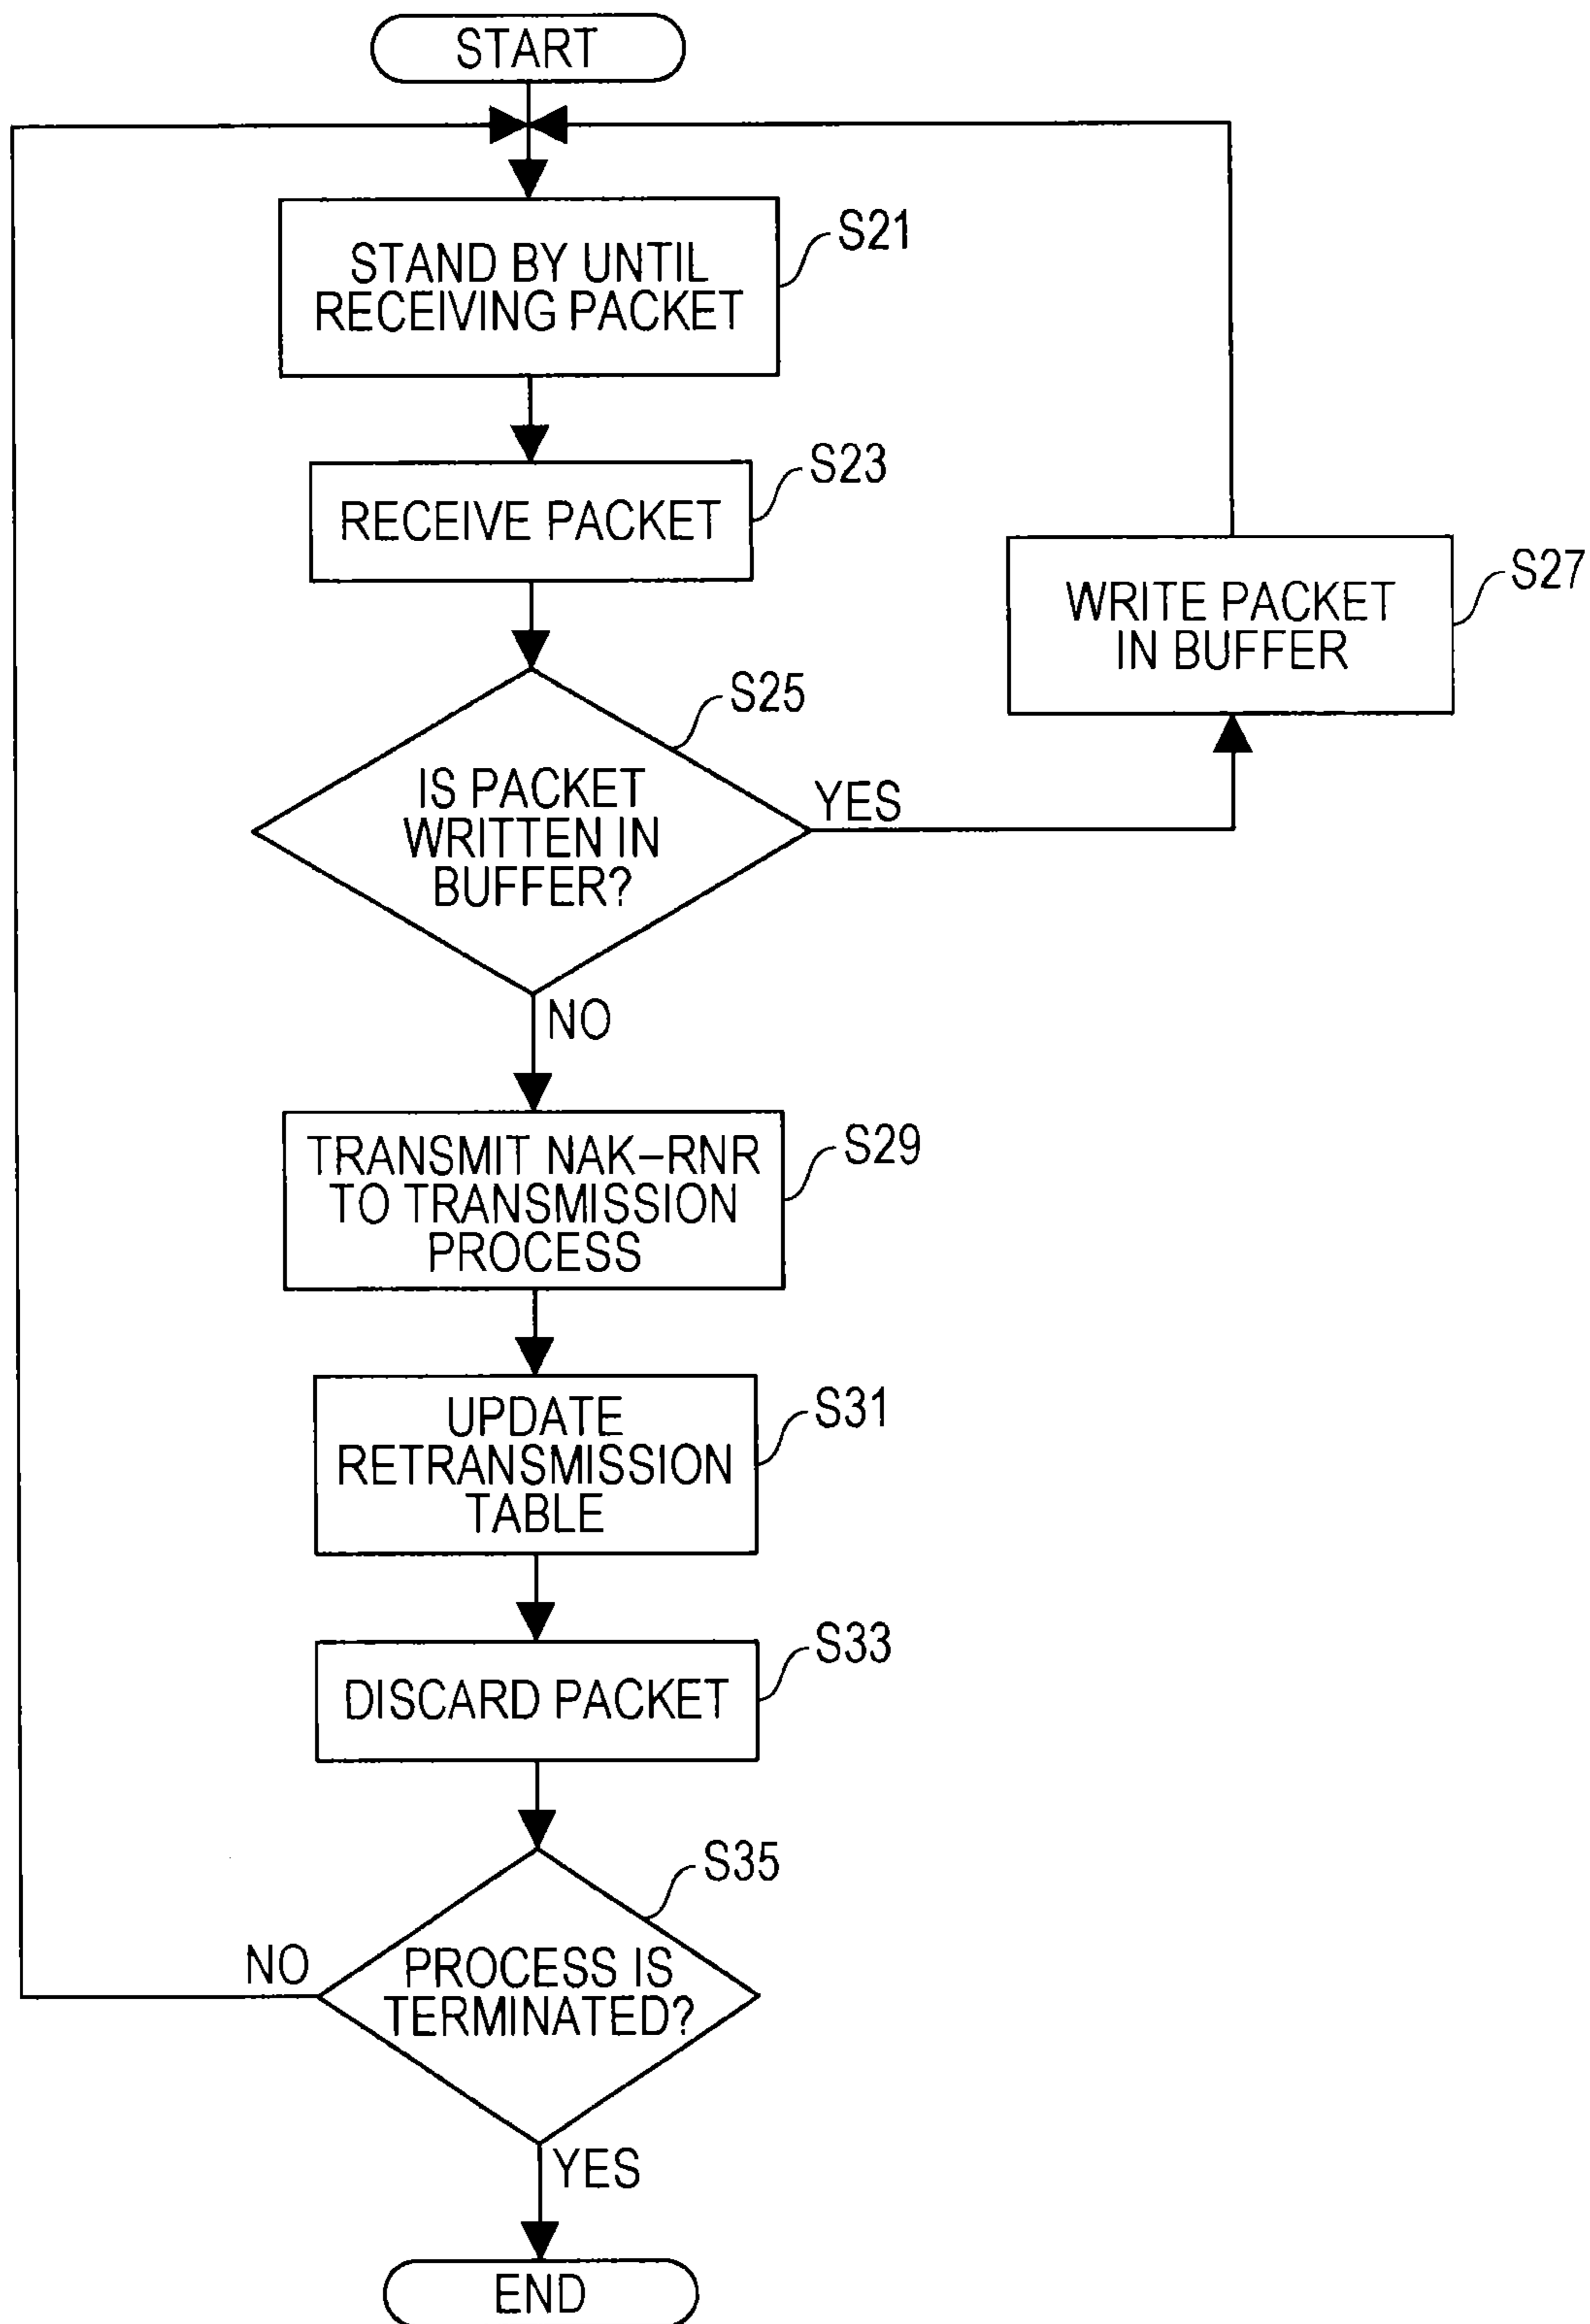 START
STAND BY UNTIL
RECEIVING PACKET
S21
RECEIVE PACKET
S23
WRITE PACKET
IN BUFFER
S27
IS PACKET
WRITTEN IN
BUFFER?
S25
YES
NO
TRANSMIT NAK–RNR
TO TRANSMISSION
PROCESS
S29
UPDATE
RETRANSMISSION
TABLE
S31
DISCARD PACKET
S33
PROCESS IS
TERMINATED?
S35
NO
YES
END